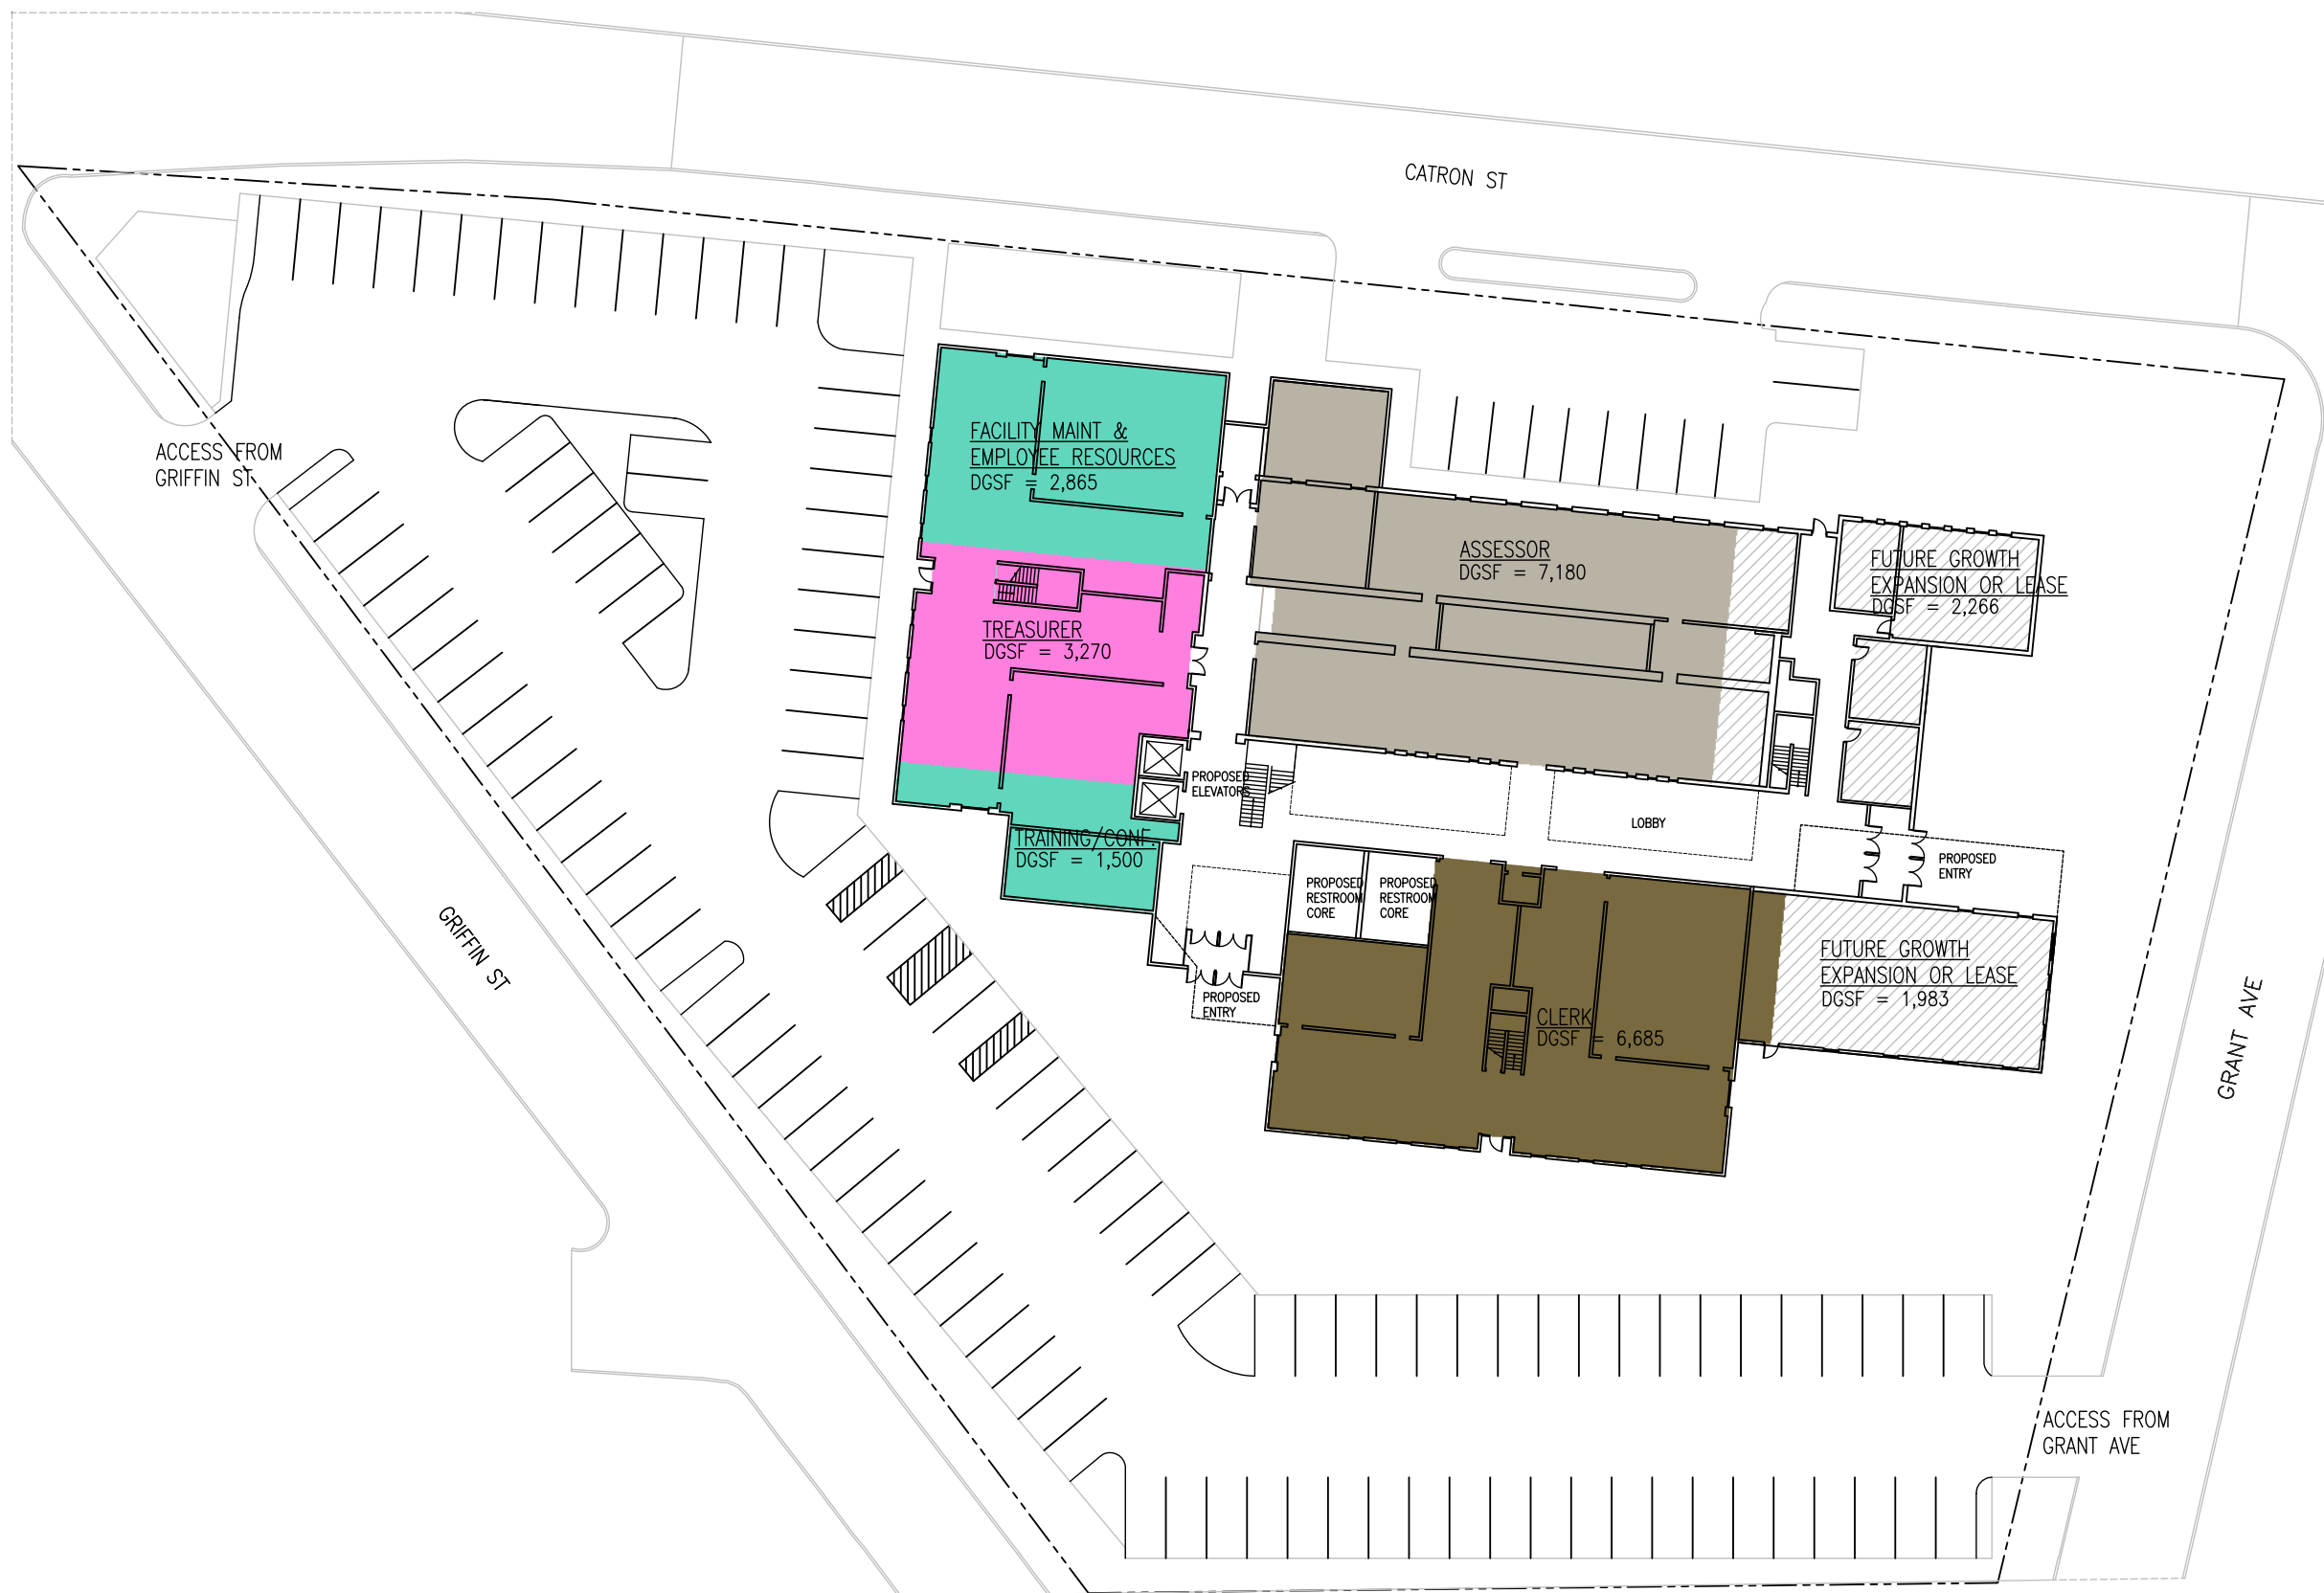 CATRON ST
ACCESS FROM
GRIFFIN ST
FACILITY MAINT &
EMPLOYEE RESOURCES
DGSF = 2,865
ASSESSOR
DGSF = 7,180
FUTURE GROWTH
EXPANSION OR LEASE
DGSF = 2,266
TREASURER
DGSF = 3,270
PROPOSED
ELEVATORS
LOBBY
TRAINING/CONF.
DGSF = 1,500
PROPOSED
ENTRY
PROPOSED
RESTROOM
CORE
PROPOSED
RESTROOM
CORE
GRIFFIN ST
FUTURE GROWTH
EXPANSION OR LEASE
DGSF = 1,983
PROPOSED
ENTRY
CLERK
DGSF = 6,685
GRANT AVE
ACCESS FROM
GRANT AVE